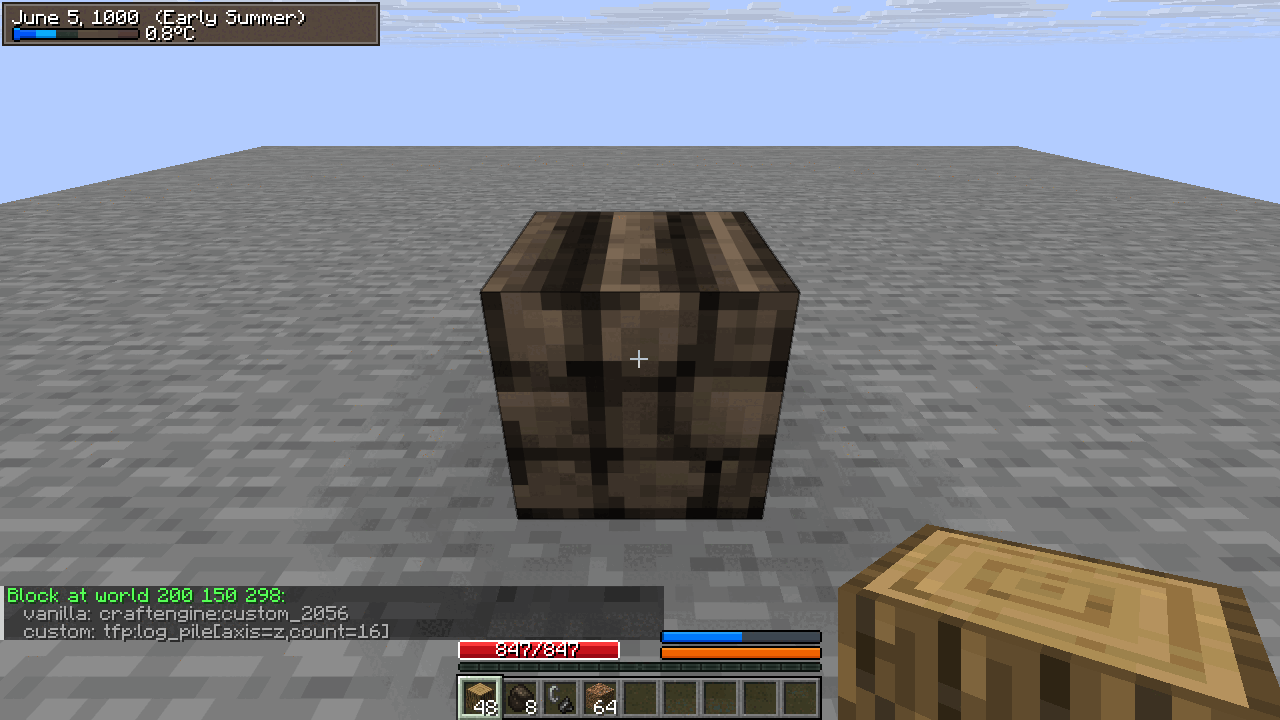 June 5, 1000 (Early Summer)
0.8°C
Block at world 200 150 298:
vanilla: craftengine:custom_2056
custom: tfp:log_pile[axis=z,count=16]
847/847
48 8 64